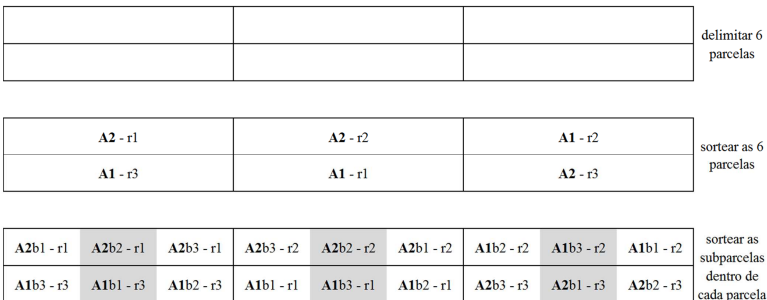 delimitar 6
parcelas
A2 - r1 A2 - r2 A1 - r2
A1 - r3 A1 - r1 A2 - r3
sortear as 6
parcelas
A2b1 - r1 A2b2 - r1 A2b3 - r1 A2b3 - r2 A2b2 - r2 A2b1 - r2 A1b2 - r2 A1b3 - r2 A1b1 - r2
A1b3 - r3 A1b1 - r3 A1b2 - r3 A1b1 - r1 A1b3 - r1 A1b2 - r1 A2b3 - r3 A2b1 - r3 A2b2 - r3
sortear as
subparcelas
dentro de
cada parcela